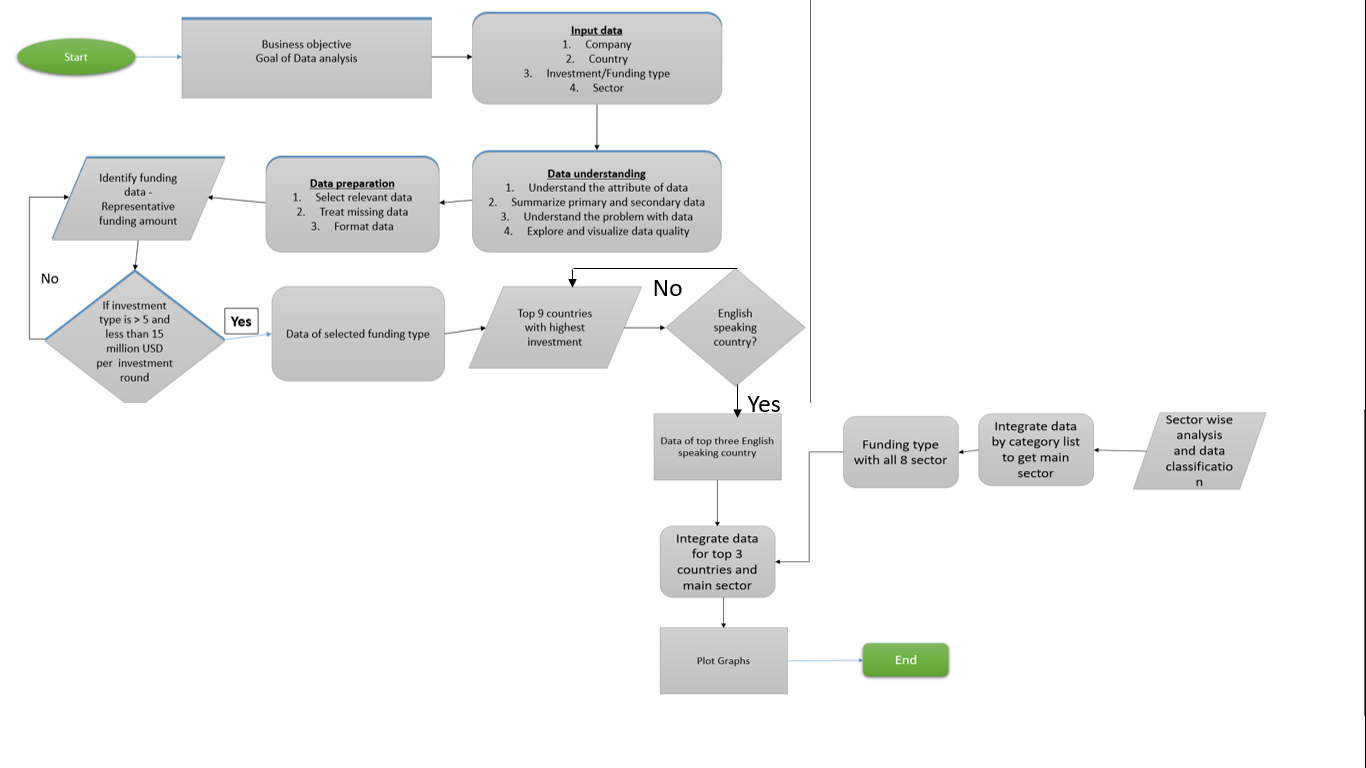 Start
Business objective
Goal of Data analysis
Input data
1. Company
2. Country
3. Investment/Funding type
4. Sector
Identify funding
data -
Representative
funding amount
Data preparation
1. Select relevant data
2. Treat missing data
3. Format data
Data understanding
1. Understand the attribute of data
2. Summarize primary and secondary data
3. Understand the problem with data
4. Explore and visualize data quality
No
If investment
type is > 5 and
less than 15
million USD
per investment
round
Yes
Data of selected funding type
Top 9 countries
with highest
investment
No
English
speaking
country?
Yes
Data of top three English
speaking country
Funding type
with all 8 sector
Integrate data
by category list
to get main
sector
Sector wise
analysis
and data
classificatio
n
Integrate data
for top 3
countries and
main sector
Plot Graphs
End